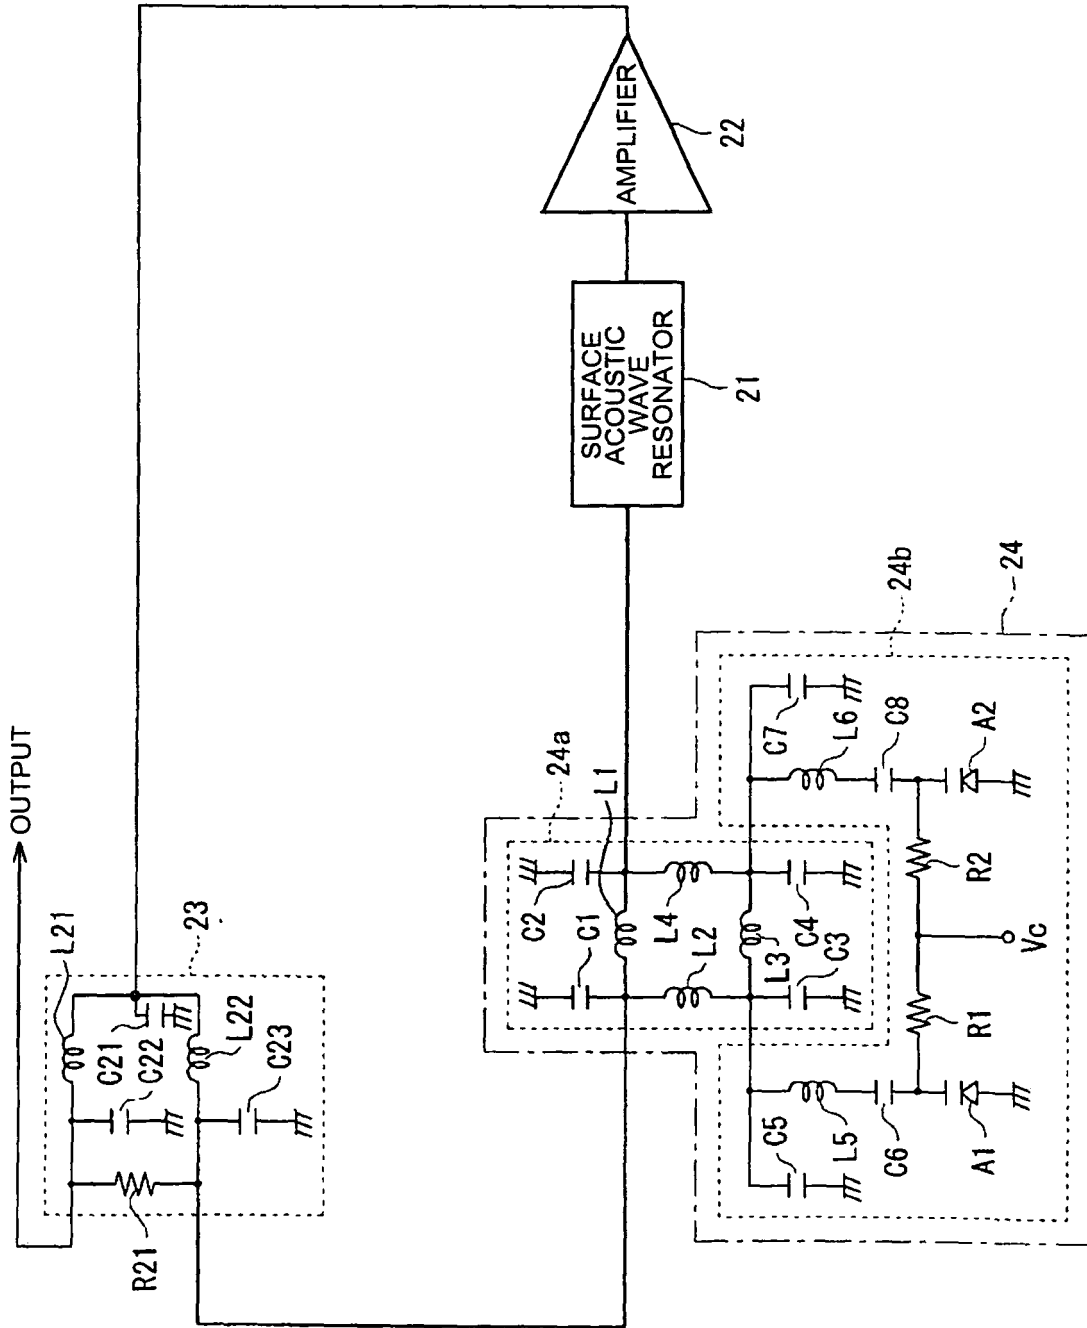 OUTPUT
L21
23
C21
C22
L22
C23
R21
AMPLIFIER
22
SURFACE
ACOUSTIC
WAVE
RESONATOR
21
24a
L1
C2
C1
L4
L2
L3
C4
C3
24b
24
C7
L6
C8
A2
C5
L5
C6
A1
R1
R2
Vc